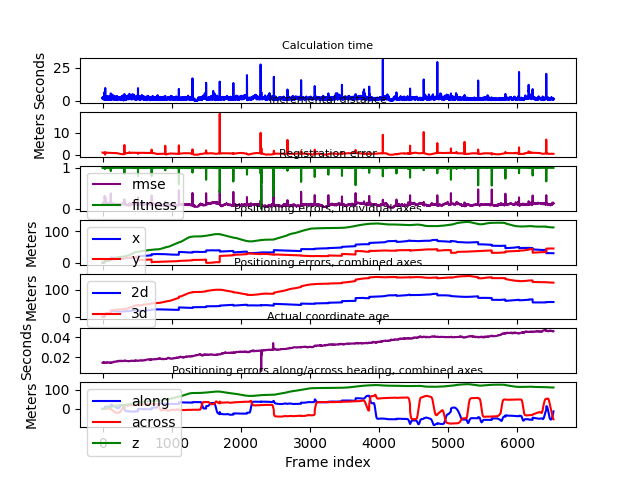 Calculation time
Seconds
25
0
Incremental distance
Meters
10
0
Registration error
1
0
rmse
fitness
Positioning errors, individual axes
Meters
100
0
x
y
Positioning errors, combined axes
Meters
100
0
2d
3d
Actual coordinate age
Seconds
0.04
0.02
Positioning errors along/across heading, combined axes
Meters
100
0
along
across
z
0 1000 2000 3000 4000 5000 6000
Frame index